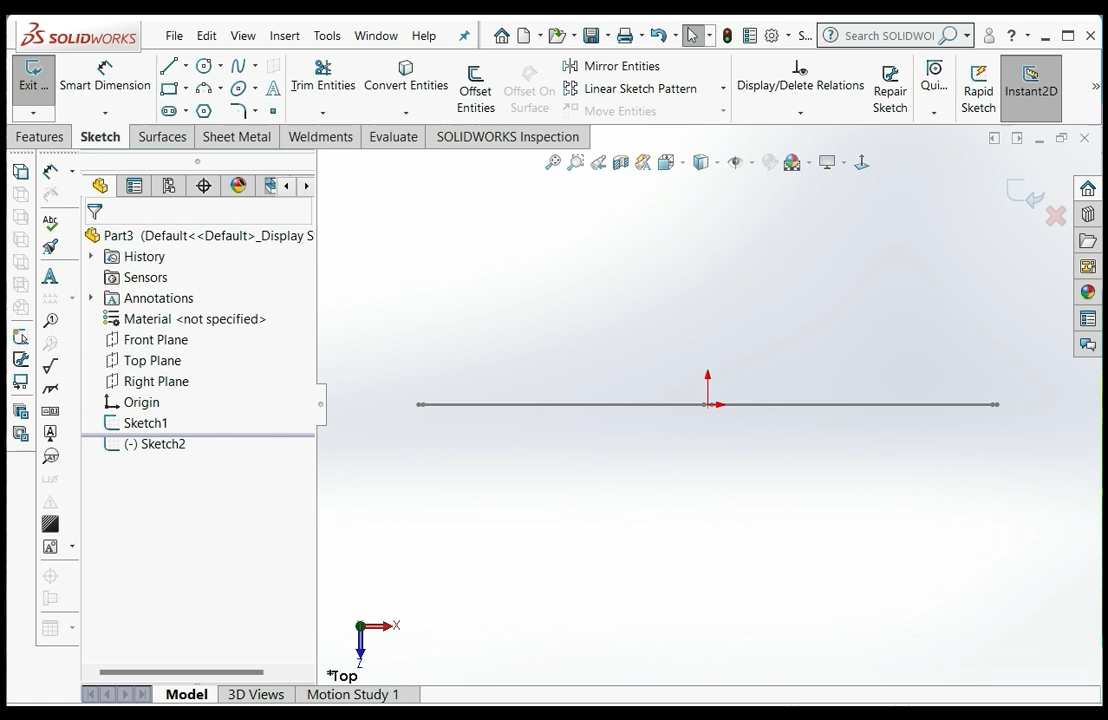 SOLIDWORKS File Edit View Insert Tools Window Help S... Search SOLIDWOI ?
Exit ... Smart Dimension Trim Entities Convert Entities Offset Entities Offset On Surface Mirror Entities Linear Sketch Pattern Move Entities Display/Delete Relations Repair Sketch Qui... Rapid Sketch Instant2D »
Features Sketch Surfaces Sheet Metal Weldments Evaluate SOLIDWORKS Inspection
Part3 (Default<<Default>_Display S
History
Sensors
Annotations
Material <not specified>
Front Plane
Top Plane
Right Plane
Origin
Sketch1
(-) Sketch2
X
Z
*Top
Model 3D Views Motion Study 1